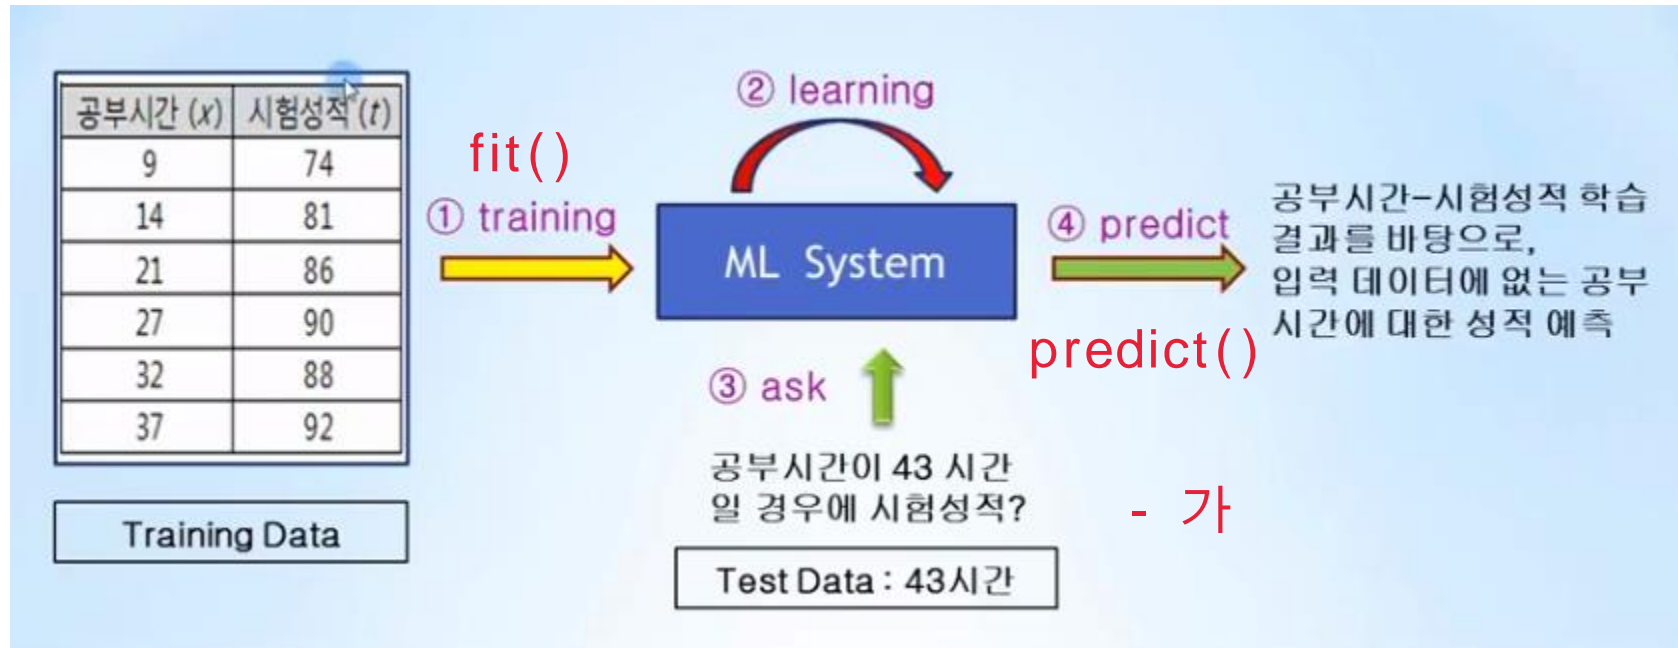 공부시간 (x) 시험성적 (t)
9 74
14 81
21 86
27 90
32 88
37 92
Training Data
fit()
① training
② learning
ML System
③ ask
공부시간이 43 시간
일 경우에 시험성적?
Test Data : 43시간
④ predict
predict()
- 가
공부시간-시험성적 학습
결과를 바탕으로,
입력 데이터에 없는 공부
시간에 대한 성적 예측